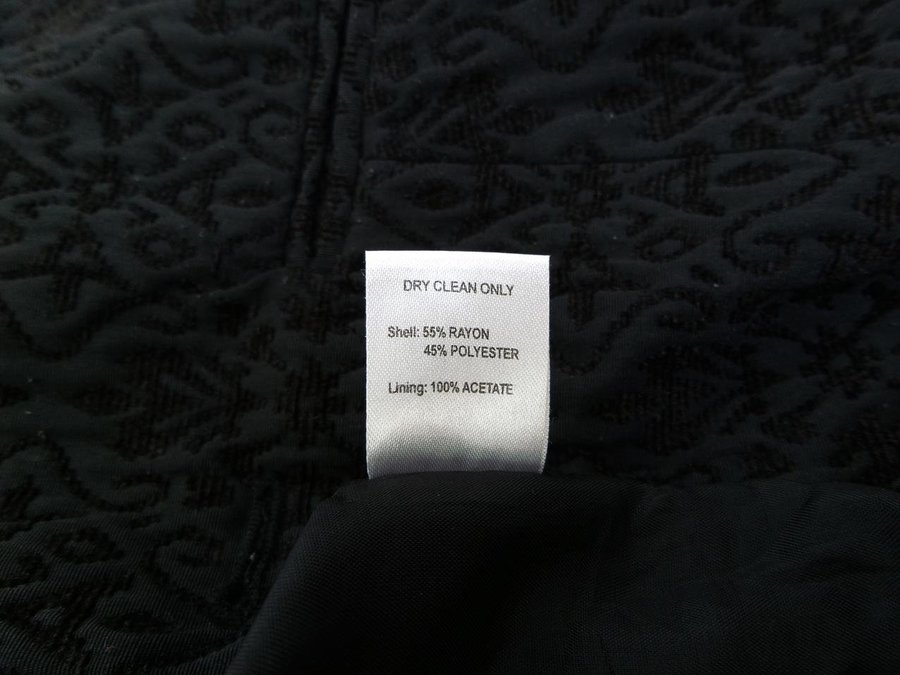 DRY CLEAN ONLY
Shell: 55% RAYON
45% POLYESTER
Lining: 100% ACETATE